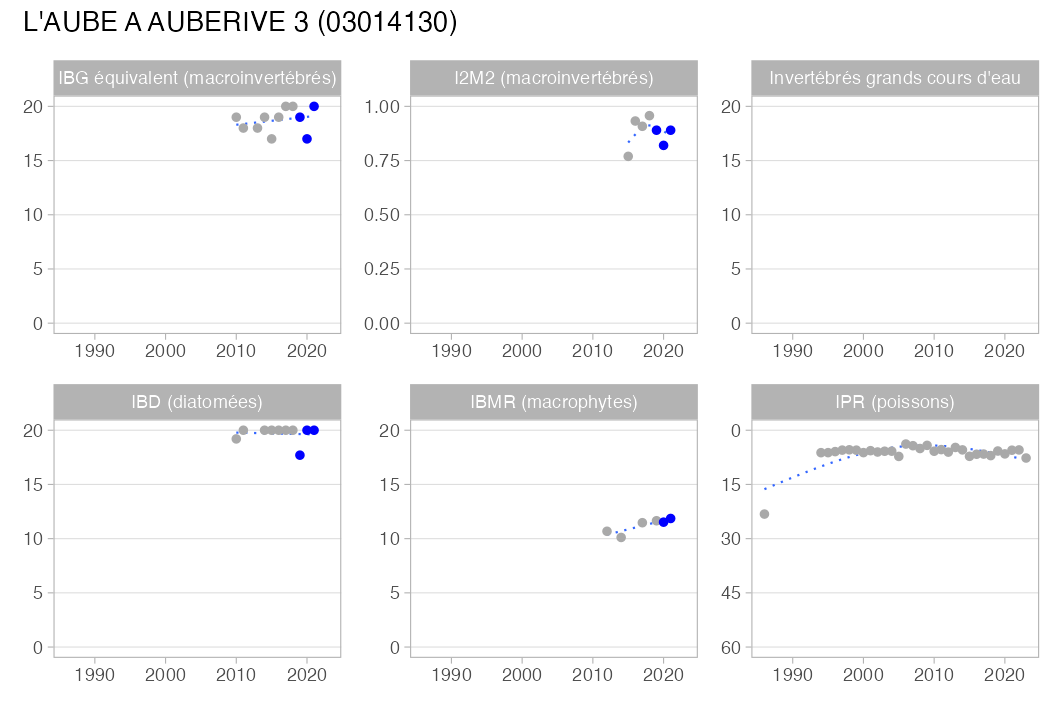 L'AUBE A AUBERIVE 3 (03014130)
IBG équivalent (macroinvertébrés)
I2M2 (macroinvertébrés)
Invertébrés grands cours d'eau
20
15
10
5
0
1990 2000 2010 2020
1.00
0.75
0.50
0.25
0.00
1990 2000 2010 2020
20
15
10
5
0
1990 2000 2010 2020
IBD (diatomées)
IBMR (macrophytes)
IPR (poissons)
20
15
10
5
0
1990 2000 2010 2020
20
15
10
5
0
1990 2000 2010 2020
0
15
30
45
60
1990 2000 2010 2020